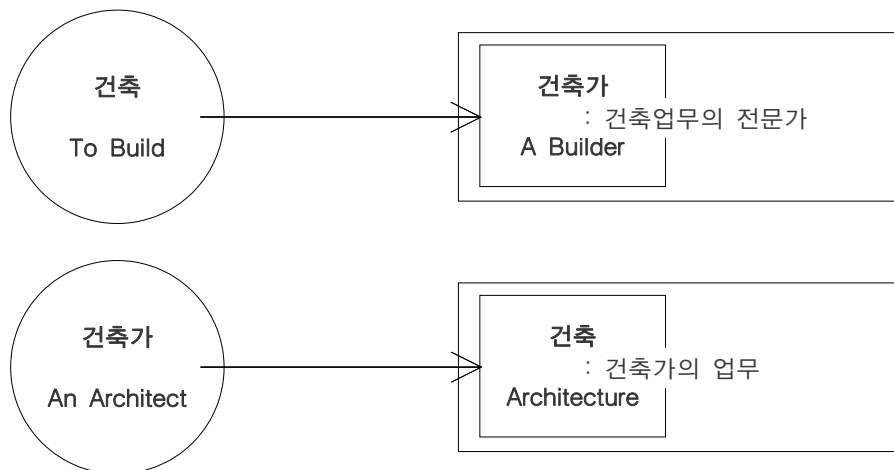 건축
To Build
건축가
: 건축업무의 전문가
A Builder
건축가
An Architect
건축
: 건축가의 업무
Architecture